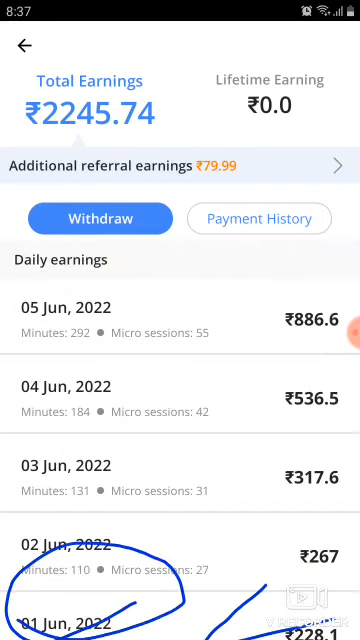 8:37
Total Earnings
₹2245.74
Lifetime Earning
₹0.0
Additional referral earnings ₹79.99
Withdraw
Payment History
Daily earnings
05 Jun, 2022
₹886.6
Minutes: 292 ● Micro sessions: 55
04 Jun, 2022
₹536.5
Minutes: 184 ● Micro sessions: 42
03 Jun, 2022
₹317.6
Minutes: 131 ● Micro sessions: 31
02 Jun, 2022
₹267
Minutes: 110 ● Micro sessions: 27
V RECORDER
01 Jun, 2022
₹228.1